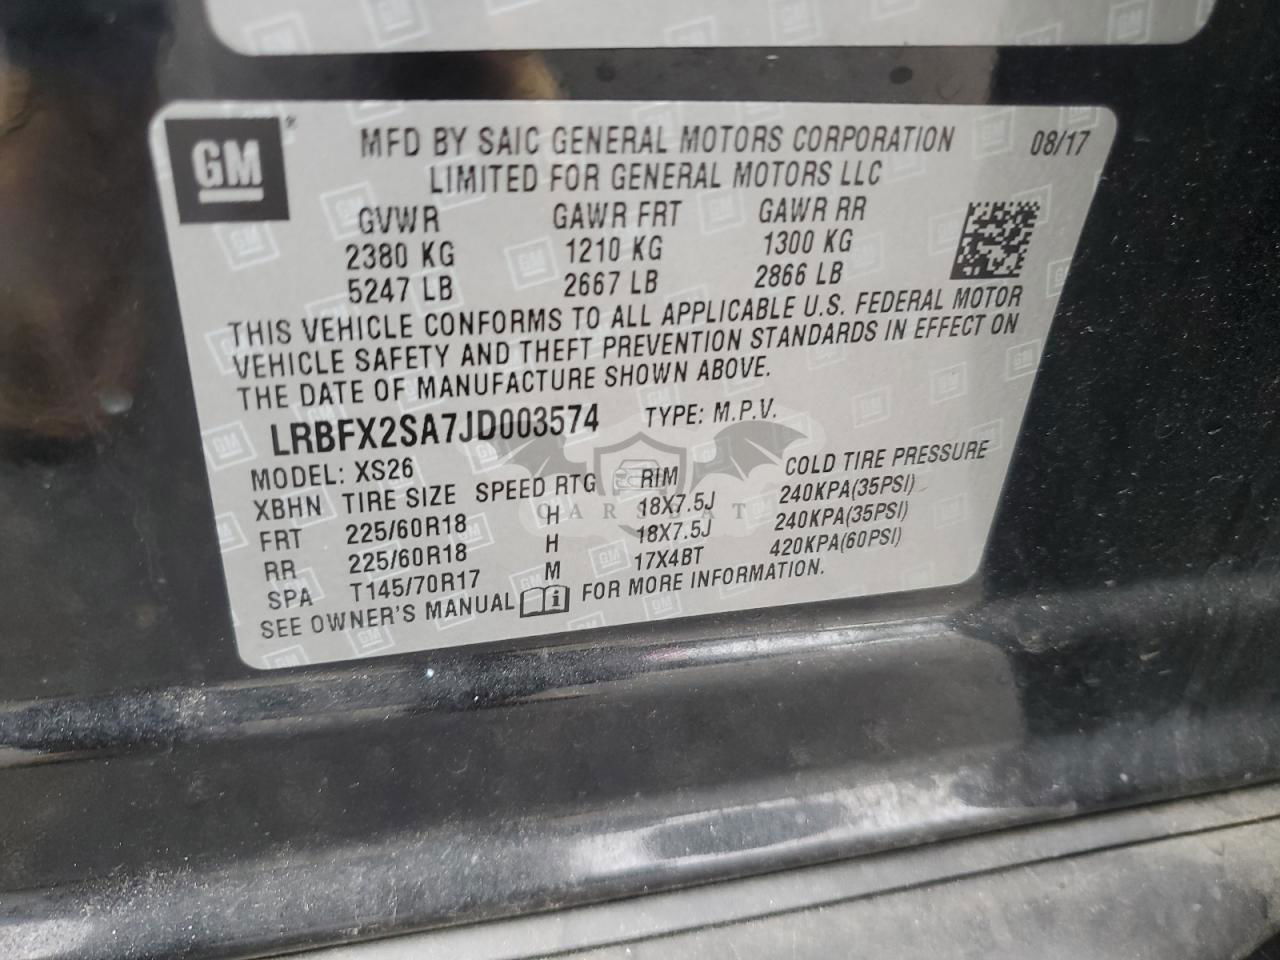 GM ®
MFD BY SAIC GENERAL MOTORS CORPORATION 08/17
LIMITED FOR GENERAL MOTORS LLC
GVWR GAWR FRT GAWR RR
2380 KG 1210 KG 1300 KG
5247 LB 2667 LB 2866 LB
THIS VEHICLE CONFORMS TO ALL APPLICABLE U.S. FEDERAL MOTOR
VEHICLE SAFETY AND THEFT PREVENTION STANDARDS IN EFFECT ON
THE DATE OF MANUFACTURE SHOWN ABOVE.
LRBFX2SA7JD003574 TYPE: M.P.V.
MODEL: XS26
XBHN TIRE SIZE SPEED RTG RIM COLD TIRE PRESSURE
FRT 225/60R18 H 18X7.5J 240KPA(35PSI)
RR 225/60R18 H 18X7.5J 240KPA(35PSI)
SPA T145/70R17 M 17X4BT 420KPA(60PSI)
SEE OWNER'S MANUAL i FOR MORE INFORMATION.
CARSBAT